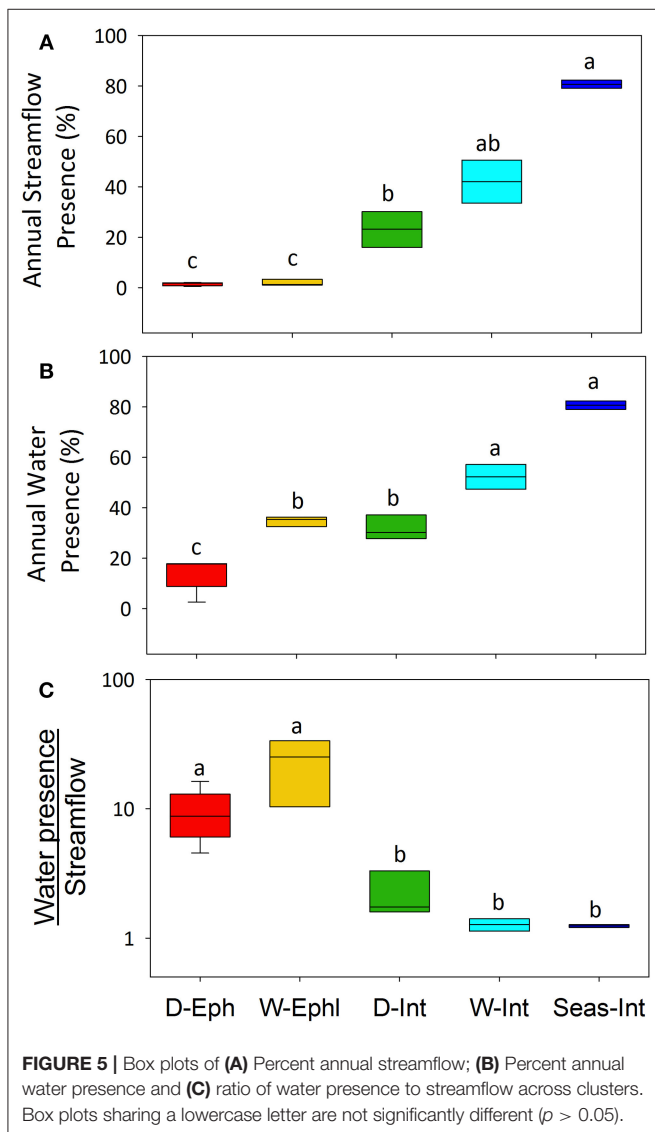 A
Annual Streamflow
Presence (%)
100
80
60
40
20
0
c
c
b
ab
a
B
Annual Water
Presence (%)
100
80
60
40
20
0
c
b
b
a
a
C
Water presence
Streamflow
100
10
1
a
a
b
b
b
D-Eph W-Ephl D-Int W-Int Seas-Int
FIGURE 5 | Box plots of (A) Percent annual streamflow; (B) Percent annual
water presence and (C) ratio of water presence to streamflow across clusters.
Box plots sharing a lowercase letter are not significantly different (p > 0.05).